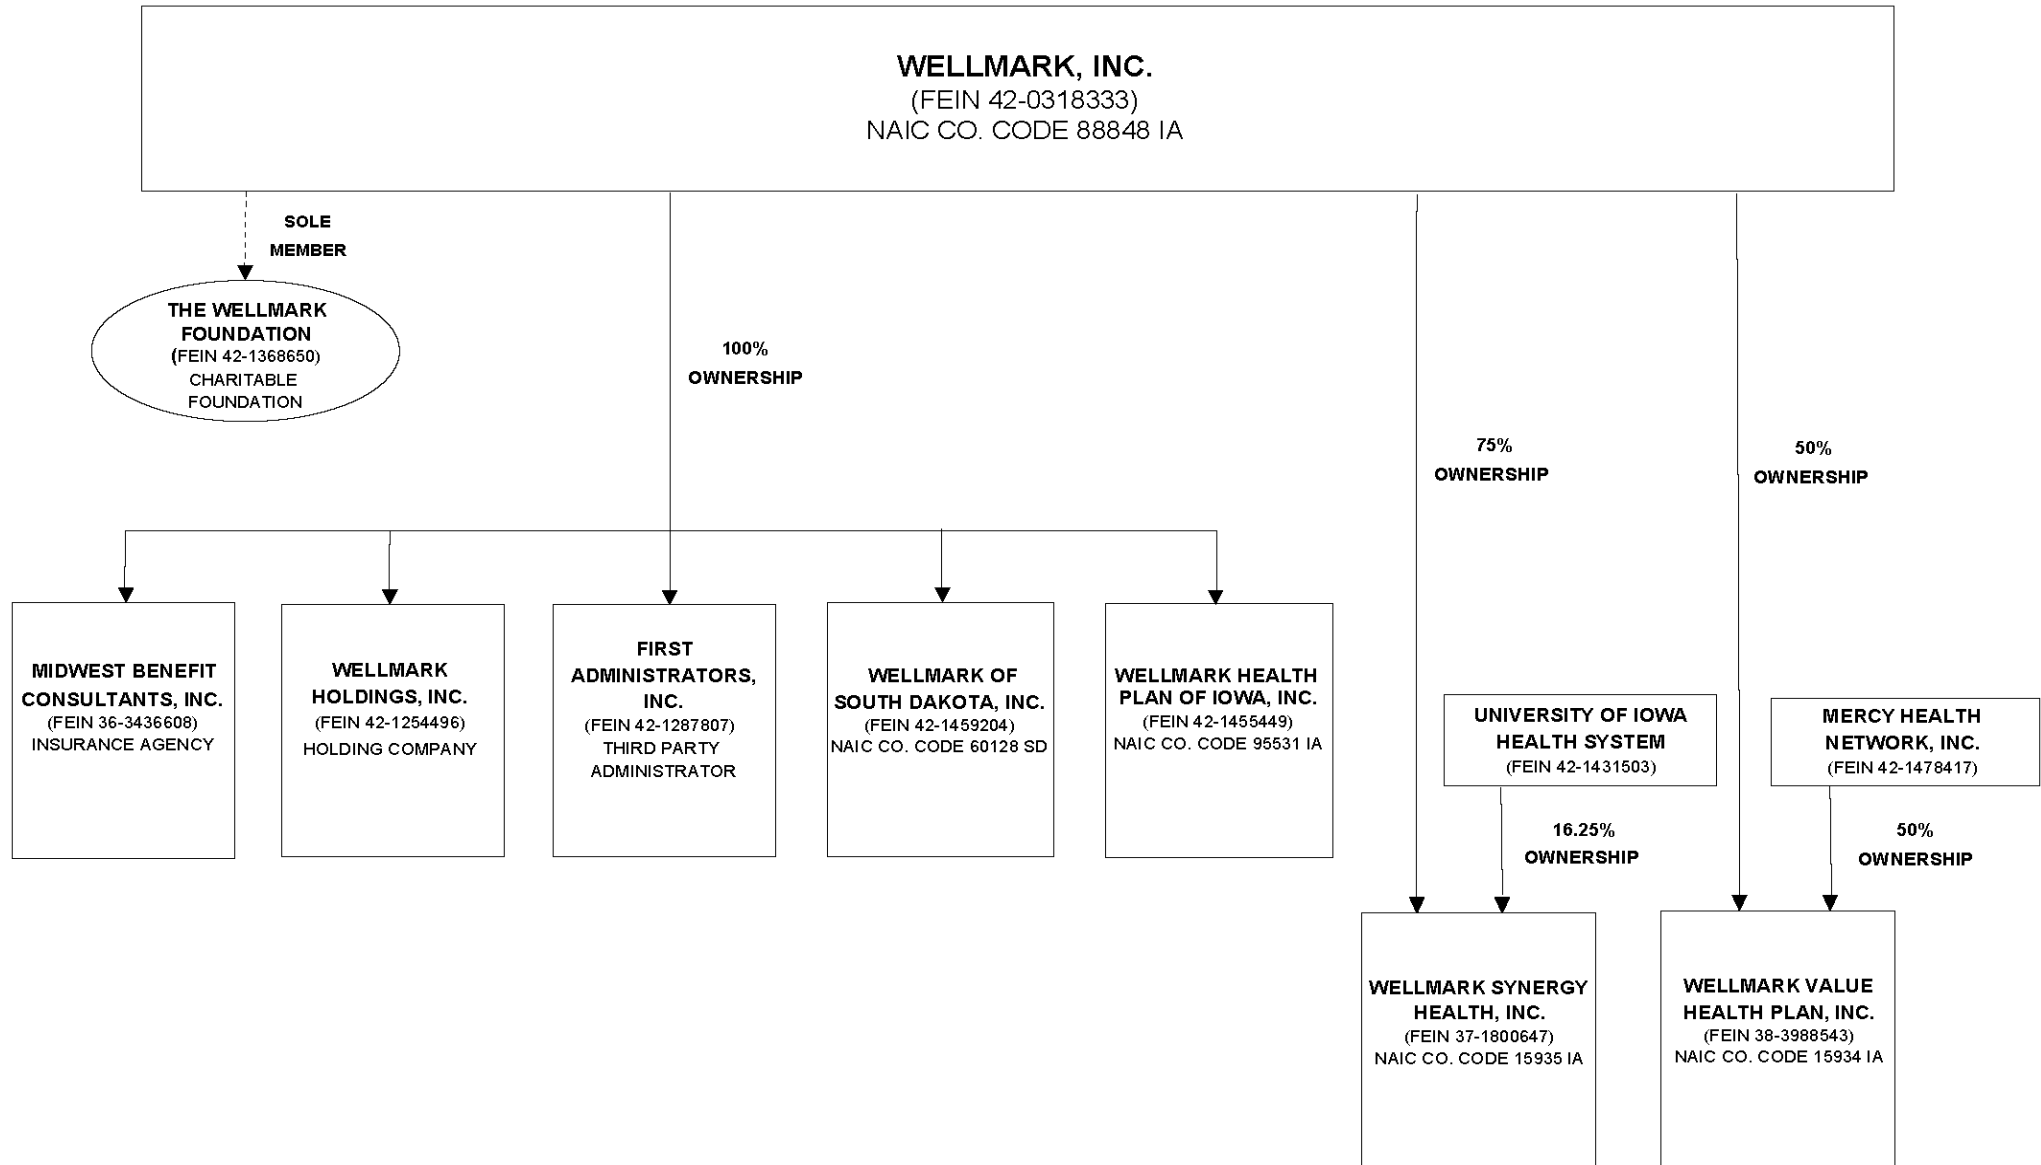 WELLMARK, INC.
(FEIN 42-0318333)
NAIC CO. CODE 88848 IA
SOLE
MEMBER
THE WELLMARK
FOUNDATION
(FEIN 42-1368650)
CHARITABLE
FOUNDATION
100%
OWNERSHIP
75%
OWNERSHIP
50%
OWNERSHIP
MIDWEST BENEFIT
CONSULTANTS, INC.
(FEIN 36-3436608)
INSURANCE AGENCY
WELLMARK
HOLDINGS, INC.
(FEIN 42-1254496)
HOLDING COMPANY
FIRST
ADMINISTRATORS,
INC.
(FEIN 42-1287807)
THIRD PARTY
ADMINISTRATOR
WELLMARK OF
SOUTH DAKOTA, INC.
(FEIN 42-1459204)
NAIC CO. CODE 60128 SD
WELLMARK HEALTH
PLAN OF IOWA, INC.
(FEIN 42-1455449)
NAIC CO. CODE 95531 IA
UNIVERSITY OF IOWA
HEALTH SYSTEM
(FEIN 42-1431503)
MERCY HEALTH
NETWORK, INC.
(FEIN 42-1478417)
16.25%
OWNERSHIP
50%
OWNERSHIP
WELLMARK SYNERGY
HEALTH, INC.
(FEIN 37-1800647)
NAIC CO. CODE 15935 IA
WELLMARK VALUE
HEALTH PLAN, INC.
(FEIN 38-3988543)
NAIC CO. CODE 15934 IA